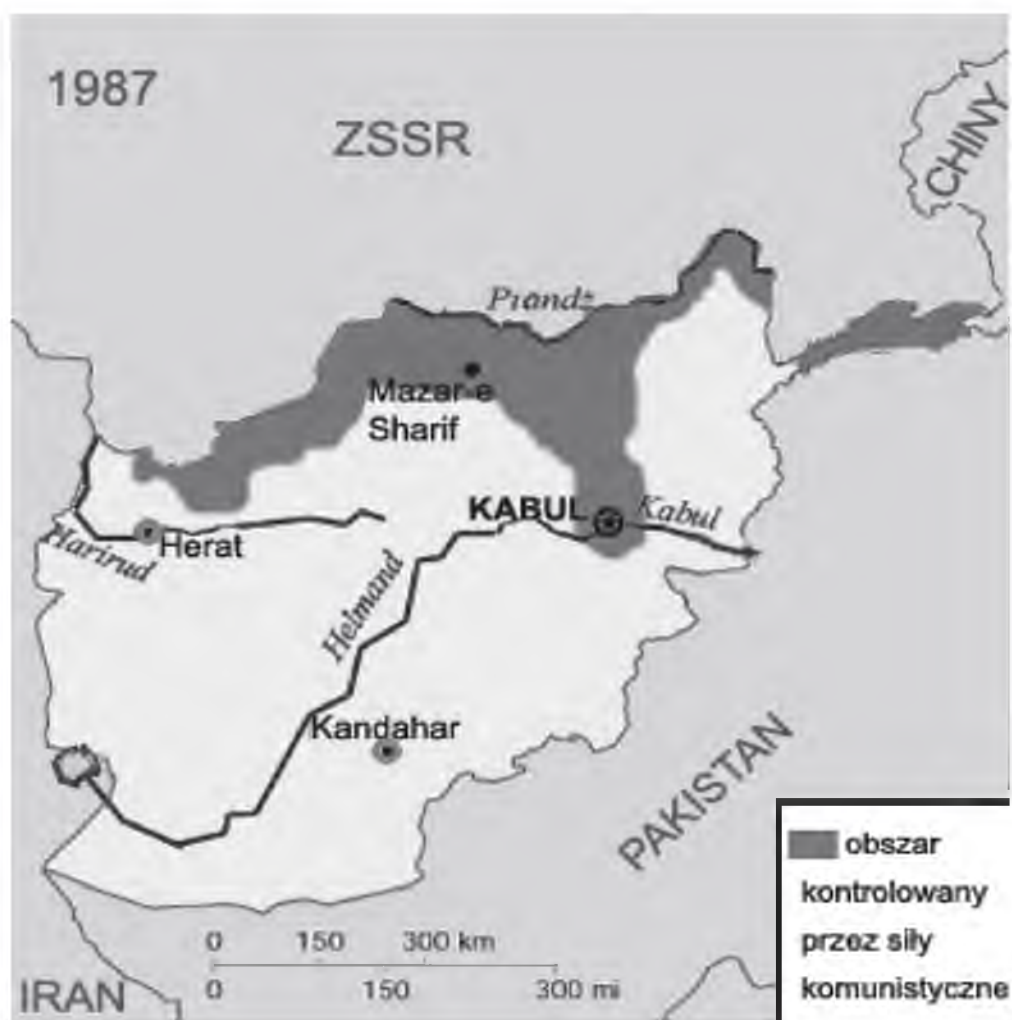 1987
ZSSR
CHINY
Piandż
Mazar-e
Sharif
KABUL
Kabul
Herat
Harirud
Helmand
Kandahar
PAKISTAN
IRAN
0 150 300 km
0 150 300 mi
obszar
kontrolowany
przez siły
komunistyczne